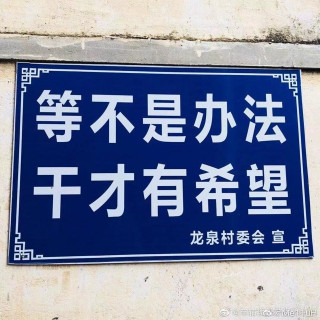 等不是办法
干才有希望
龙泉村委会 宣